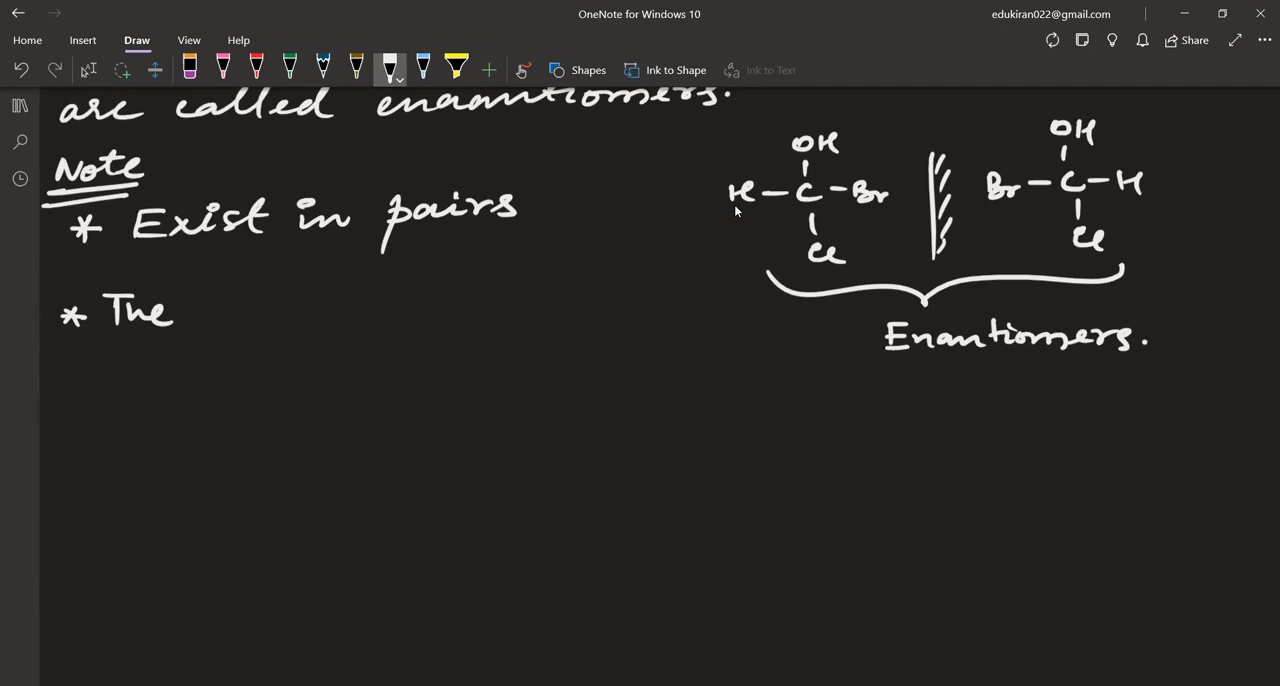 OneNote for Windows 10
edukiran022@gmail.com
Home Insert Draw View Help
Share
Shapes
Ink to Shape
Ink to Text
are called enaantiomers.
Note
* Exist in pairs
* The
OH
H - C - Br
Cl
OH
Br - C - H
Cl
Enantiomers.